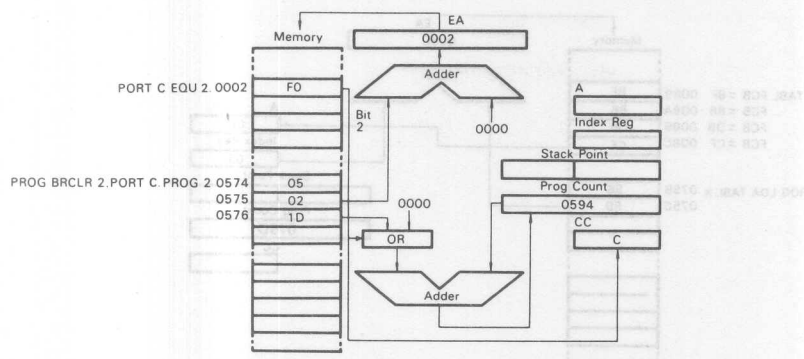 EA
Memory
0002
Adder
PORT C EQU 2. 0002
F0
A
Bit
2
0000
Index Reg
Stack Point
PROG BRCLR 2, PORT C. PROG 2 0574
05
Prog Count
0575
02
0594
0576
1D
0000
CC
OR
C
Adder